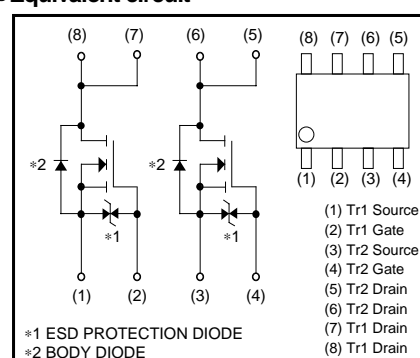 Equivalent circuit
(8) (7) (6) (5)
(8) (7) (6) (5)
∗2 ∗2
∗1 ∗1
(1) (2) (3) (4)
(1) (2) (3) (4)
(1) Tr1 Source
(2) Tr1 Gate
(3) Tr2 Source
(4) Tr2 Gate
(5) Tr2 Drain
(6) Tr2 Drain
(7) Tr1 Drain
(8) Tr1 Drain
∗1 ESD PROTECTION DIODE
∗2 BODY DIODE